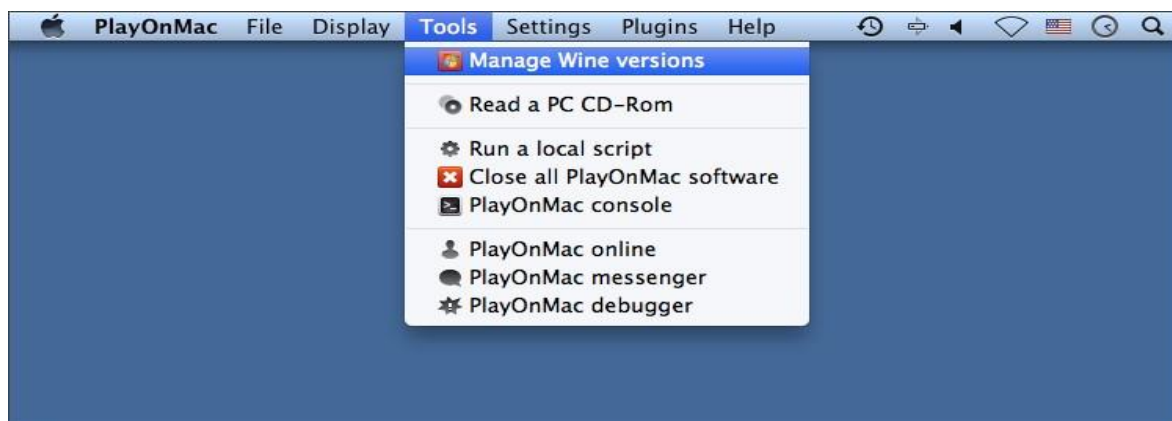 PlayOnMac File Display Tools Settings Plugins Help
Manage Wine versions
Read a PC CD-Rom
Run a local script
Close all PlayOnMac software
PlayOnMac console
PlayOnMac online
PlayOnMac messenger
PlayOnMac debugger